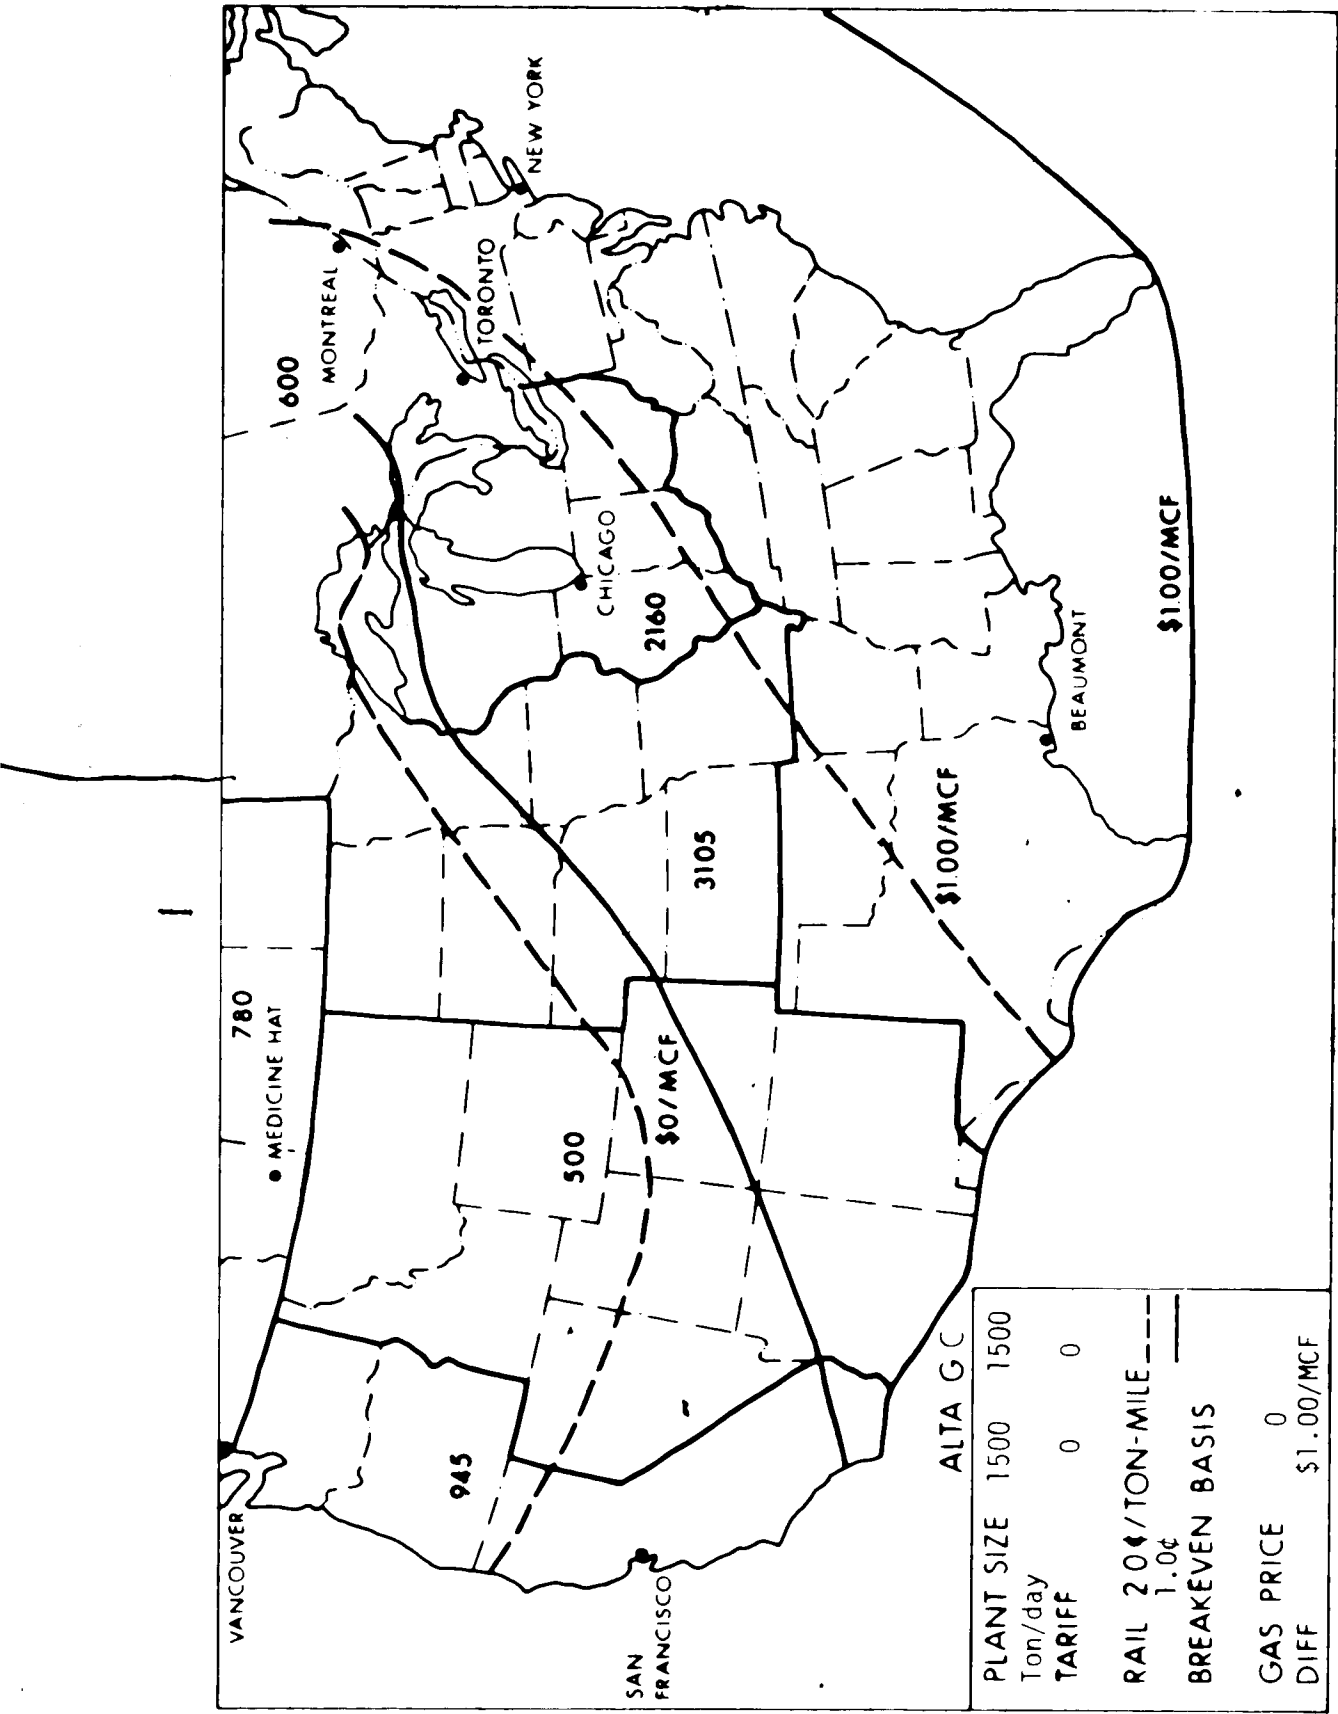 VANCOUVER
780
MEDICINE HAT
600
MONTREAL
945
500
TORONTO
NEW YORK
SAN
FRANCISCO
$0/MCF
3105
2160
CHICAGO
$1.00/MCF
BEAUMONT
$1.00/MCF
ALTA G C
PLANT SIZE 1500 1500
Ton/day
TARIFF 0 0
RAIL 2 0¢/TON-MILE
1.0¢
BREAKEVEN BASIS
GAS PRICE 0
DIFF $1.00/MCF